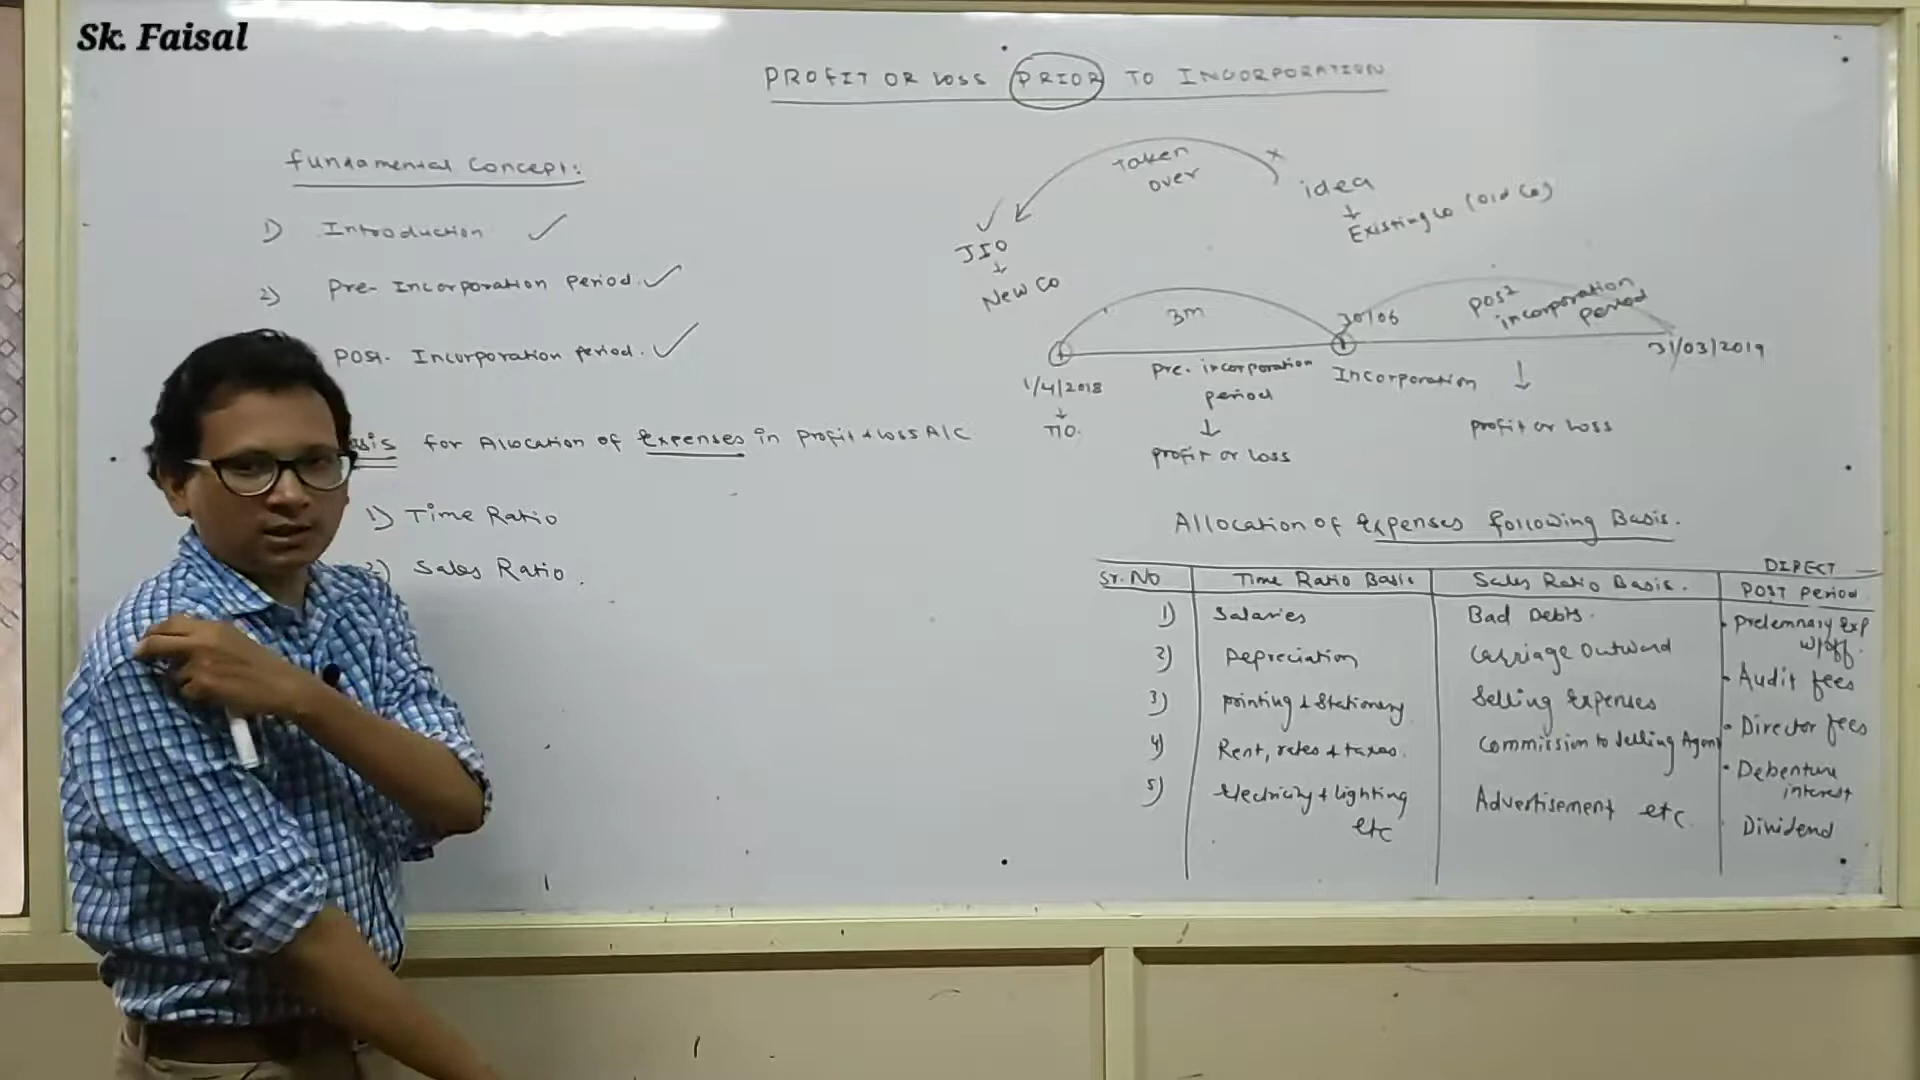 Sk. Faisal
PROFIT OR LOSS PRIOR TO INCORPORATION
fundamental Concept:
1) Introduction
2) Pre- Incorporation Period.
Post- Incorporation period.
for Allocation of Expenses in Profit & Loss A/C
1) Time Ratio
2) Sales Ratio.
Taken over
idea
Existing Co (Old Co)
JIO
New Co
3m
30/06
Post incorporation period
31/03/2019
1/4/2018
T/O.
Pre- incorporation period
Incorporation
profit or loss
profit or loss
Allocation of Expenses following Basis.
Sr. No Time Ratio Basis Sales Ratio Basis. DIRECT POST Period
1) Salaries Bad Debts. Prelemnary Exp w/off.
2) Depreciation Carriage Outward Audit fees
3) Printing & Stationery Selling Expenses Director fees
4) Rent, rates & taxes. Commission to Selling Agent Debenture interest
5) Electricity & lighting etc Advertisement etc. Dividend